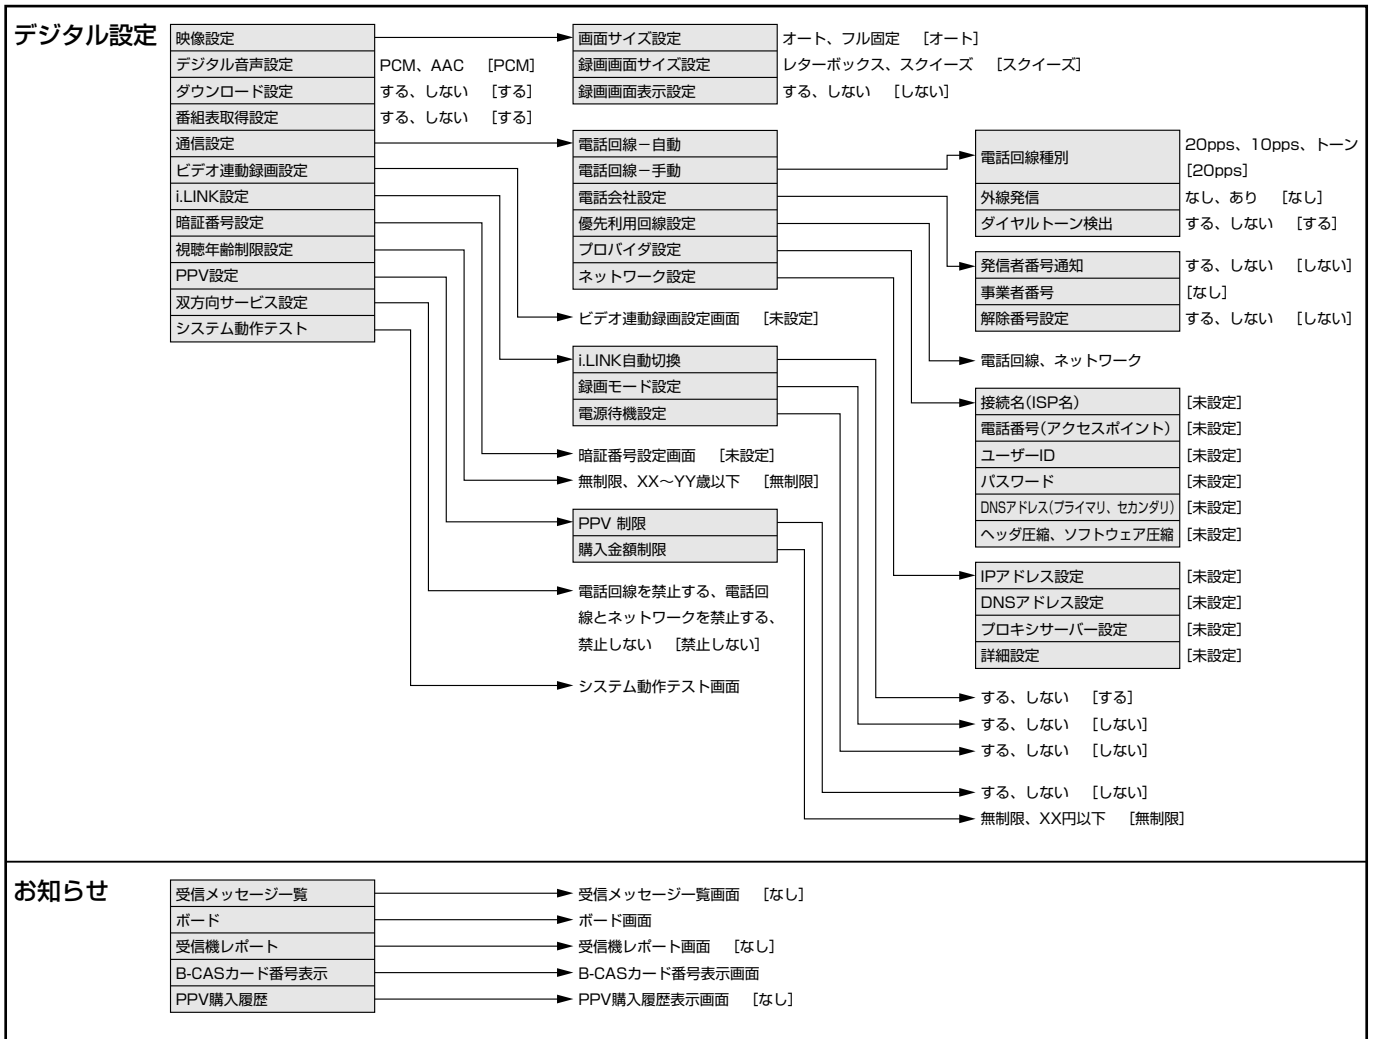 デジタル設定
映像設定
デジタル音声設定 PCM、AAC ［PCM］
ダウンロード設定 する、しない ［する］
番組表取得設定 する、しない ［する］
通信設定
ビデオ連動録画設定
i.LINK設定
暗証番号設定
視聴年齢制限設定
PPV設定
双方向サービス設定
システム動作テスト
画面サイズ設定 オート、フル固定 ［オート］
録画画面サイズ設定 レターボックス、スクイーズ ［スクイーズ］
録画画面表示設定 する、しない ［しない］
電話回線－自動
電話回線－手動
電話会社設定
優先利用回線設定
プロバイダ設定
ネットワーク設定
ビデオ連動録画設定画面 ［未設定］
i.LINK自動切換
録画モード設定
電源待機設定
暗証番号設定画面 ［未設定］
無制限、XX～YY歳以下 ［無制限］
PPV 制限
購入金額制限
電話回線を禁止する、電話回
線とネットワークを禁止する、
禁止しない ［禁止しない］
システム動作テスト画面
電話回線種別 20pps、10pps、トーン
［20pps］
外線発信 なし、あり ［なし］
ダイヤルトーン検出 する、しない ［する］
発信者番号通知 する、しない ［しない］
事業者番号 ［なし］
解除番号設定 する、しない ［しない］
電話回線、ネットワーク
接続名(ISP名) ［未設定］
電話番号(アクセスポイント) ［未設定］
ユーザーID ［未設定］
パスワード ［未設定］
DNSアドレス(プライマリ、セカンダリ) ［未設定］
ヘッダ圧縮、ソフトウェア圧縮 ［未設定］
IPアドレス設定 ［未設定］
DNSアドレス設定 ［未設定］
プロキシサーバー設定 ［未設定］
詳細設定 ［未設定］
する、しない ［する］
する、しない ［しない］
する、しない ［しない］
する、しない ［しない］
無制限、XX円以下 ［無制限］
お知らせ
受信メッセージ一覧 受信メッセージ一覧画面 ［なし］
ボード ボード画面
受信機レポート 受信機レポート画面 ［なし］
B-CASカード番号表示 B-CASカード番号表示画面
PPV購入履歴 PPV購入履歴表示画面 ［なし］